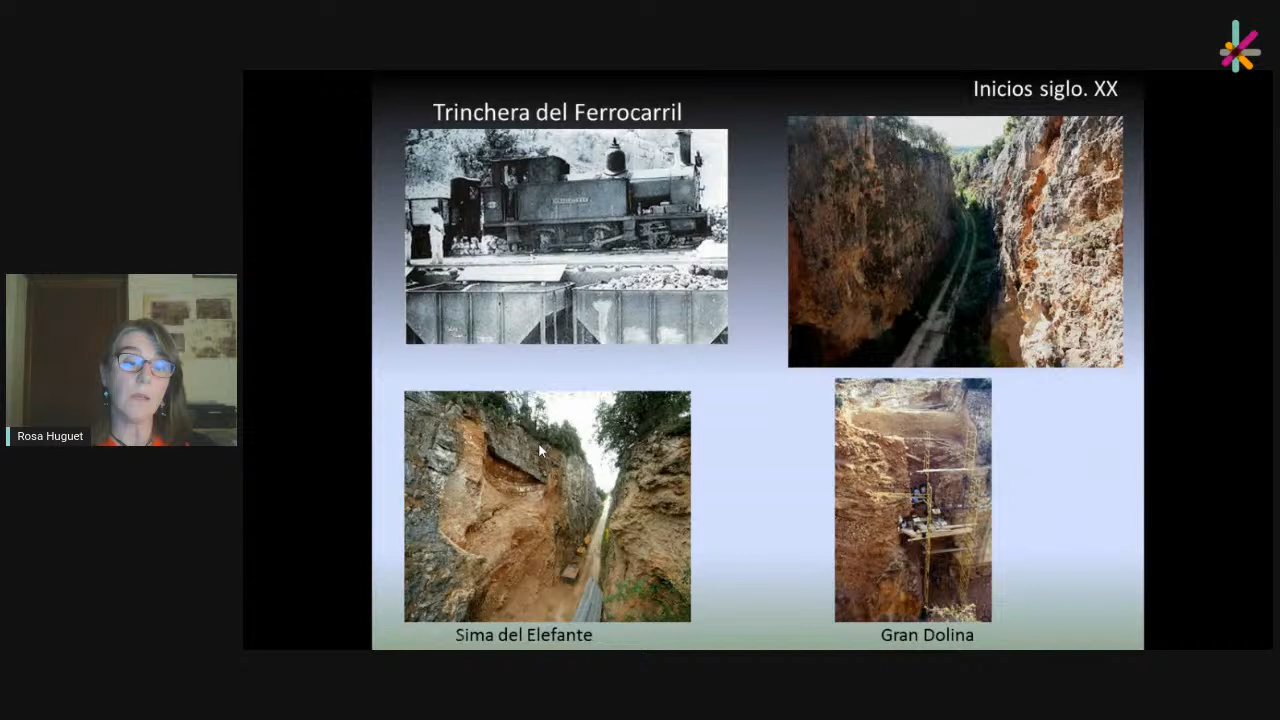 Inicios siglo. XX
Trinchera del Ferrocarril
Rosa Huguet
Sima del Elefante
Gran Dolina